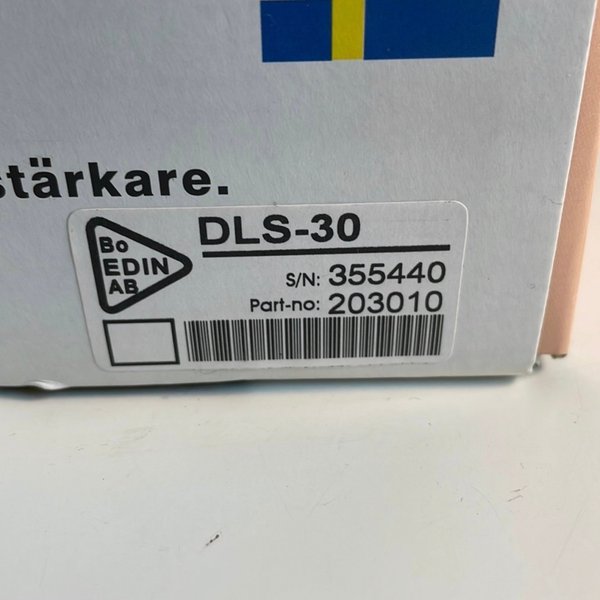 stärkare.
Bo
EDIN
AB
DLS-30
S/N: 355440
Part-no: 203010